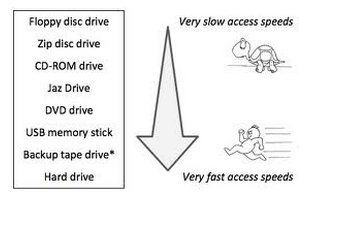 Floppy disc drive
Zip disc drive
CD-ROM drive
Jaz Drive
DVD drive
USB memory stick
Backup tape drive*
Hard drive
Very slow access speeds
Very fast access speeds